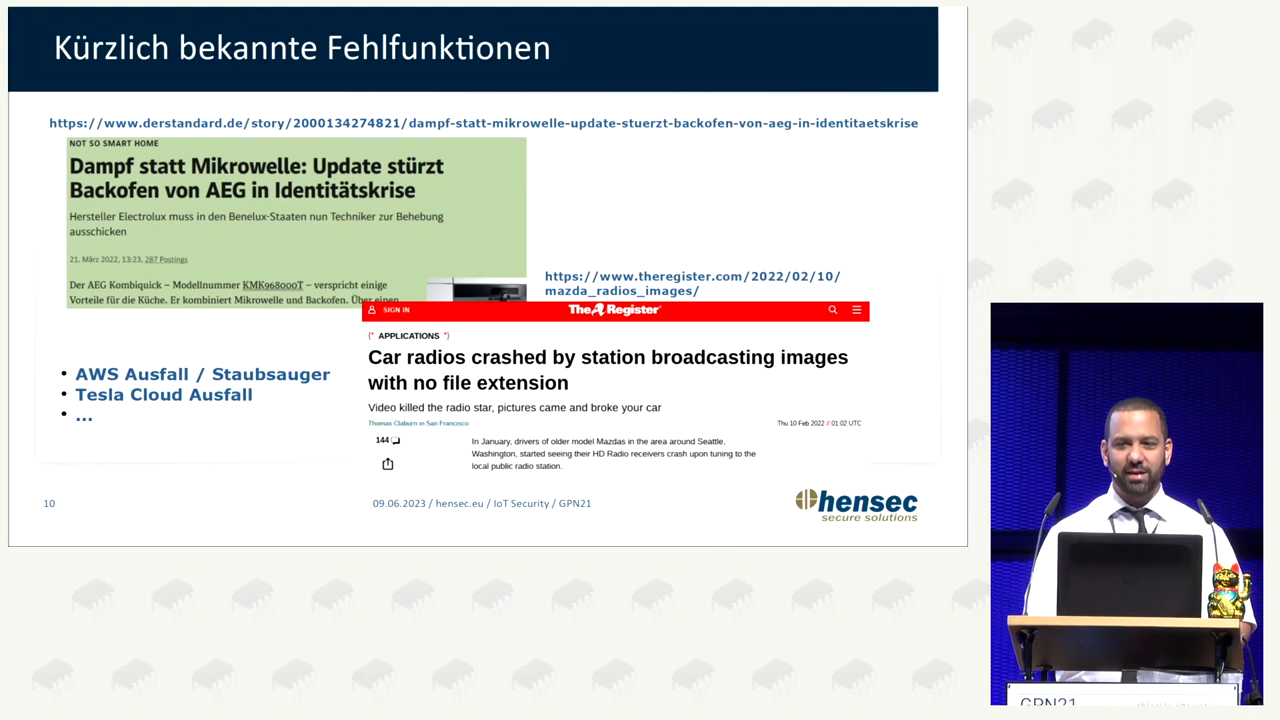 Kürzlich bekannte Fehlfunktionen
https://www.derstandard.de/story/2000134274821/dampf-statt-mikrowelle-update-stuerzt-backofen-von-aeg-in-identitaetskrise
NOT SO SMART HOME
Dampf statt Mikrowelle: Update stürzt
Backofen von AEG in Identitätskrise
Hersteller Electrolux muss in den Benelux-Staaten nun Techniker zur Behebung
ausschicken
21. März 2022, 13:23, 287 Postings
Der AEG Kombiquick – Modellnummer KMK968000T – verspricht einige
Vorteile für die Küche. Er kombiniert Mikrowelle und Backofen. Über einen
https://www.theregister.com/2022/02/10/
mazda_radios_images/
SIGN IN
The Register
{* APPLICATIONS *}
Car radios crashed by station broadcasting images
with no file extension
Video killed the radio star, pictures came and broke your car
Thomas Claburn in San Francisco
Thu 10 Feb 2022 // 01:02 UTC
144
In January, drivers of older model Mazdas in the area around Seattle,
Washington, started seeing their HD Radio receivers crash upon tuning to the
local public radio station.
• AWS Ausfall / Staubsauger
• Tesla Cloud Ausfall
• ...
10
09.06.2023 / hensec.eu / IoT Security / GPN21
hensec
secure solutions
GPN21